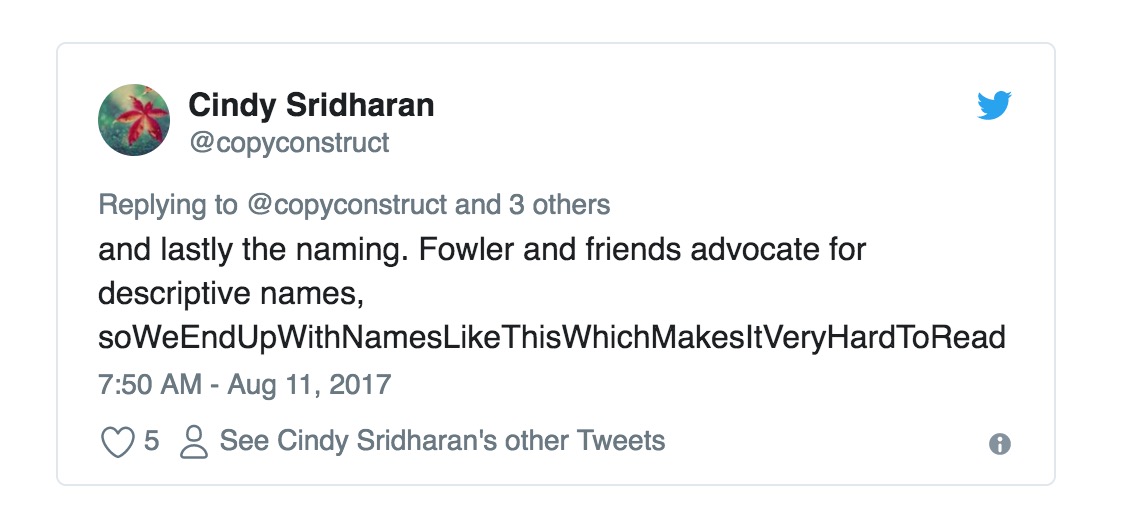 Cindy Sridharan
@copyconstruct
Replying to @copyconstruct and 3 others
and lastly the naming. Fowler and friends advocate for
descriptive names,
soWeEndUpWithNamesLikeThisWhichMakesItVeryHardToRead
7:50 AM - Aug 11, 2017
5 See Cindy Sridharan's other Tweets